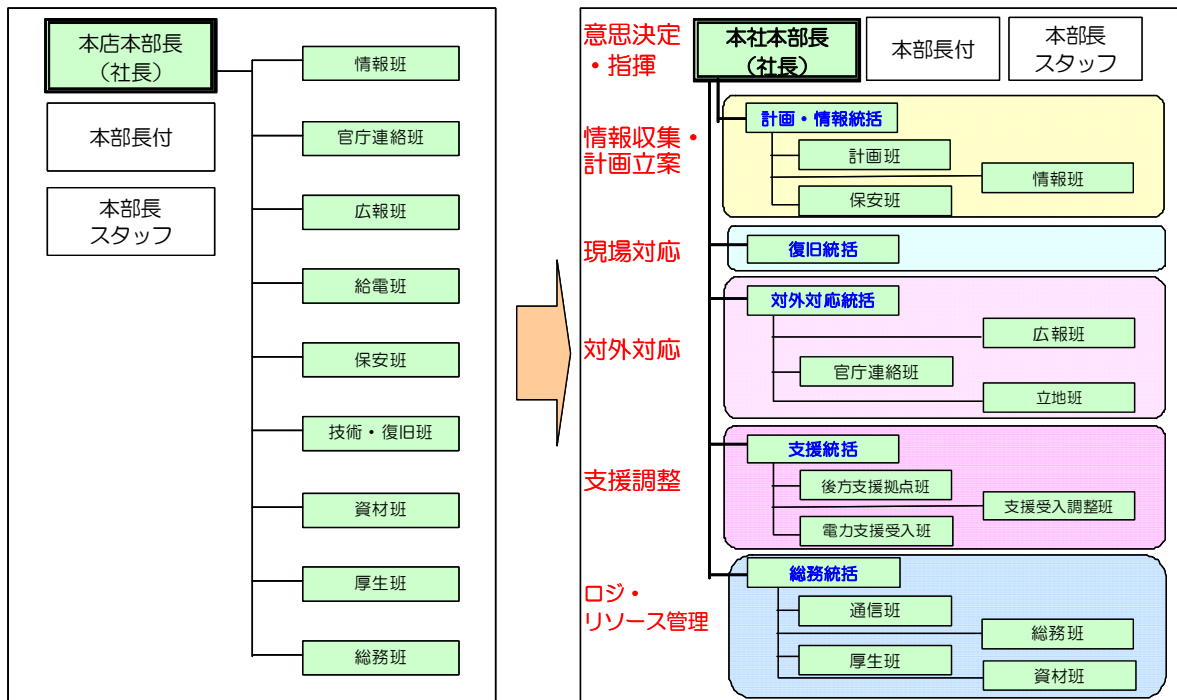 本店本部長
（社長）
本部長付
本部長
スタッフ
情報班
官庁連絡班
広報班
給電班
保安班
技術・復旧班
資材班
厚生班
総務班
意思決定
・指揮
本社本部長
（社長）
本部長付
本部長
スタッフ
情報収集・
計画立案
計画・情報統括
計画班
情報班
保安班
現場対応
復旧統括
対外対応
対外対応統括
広報班
官庁連絡班
立地班
支援調整
支援統括
後方支援拠点班
支援受入調整班
電力支援受入班
ロジ・
リソース管理
総務統括
通信班
総務班
厚生班
資材班